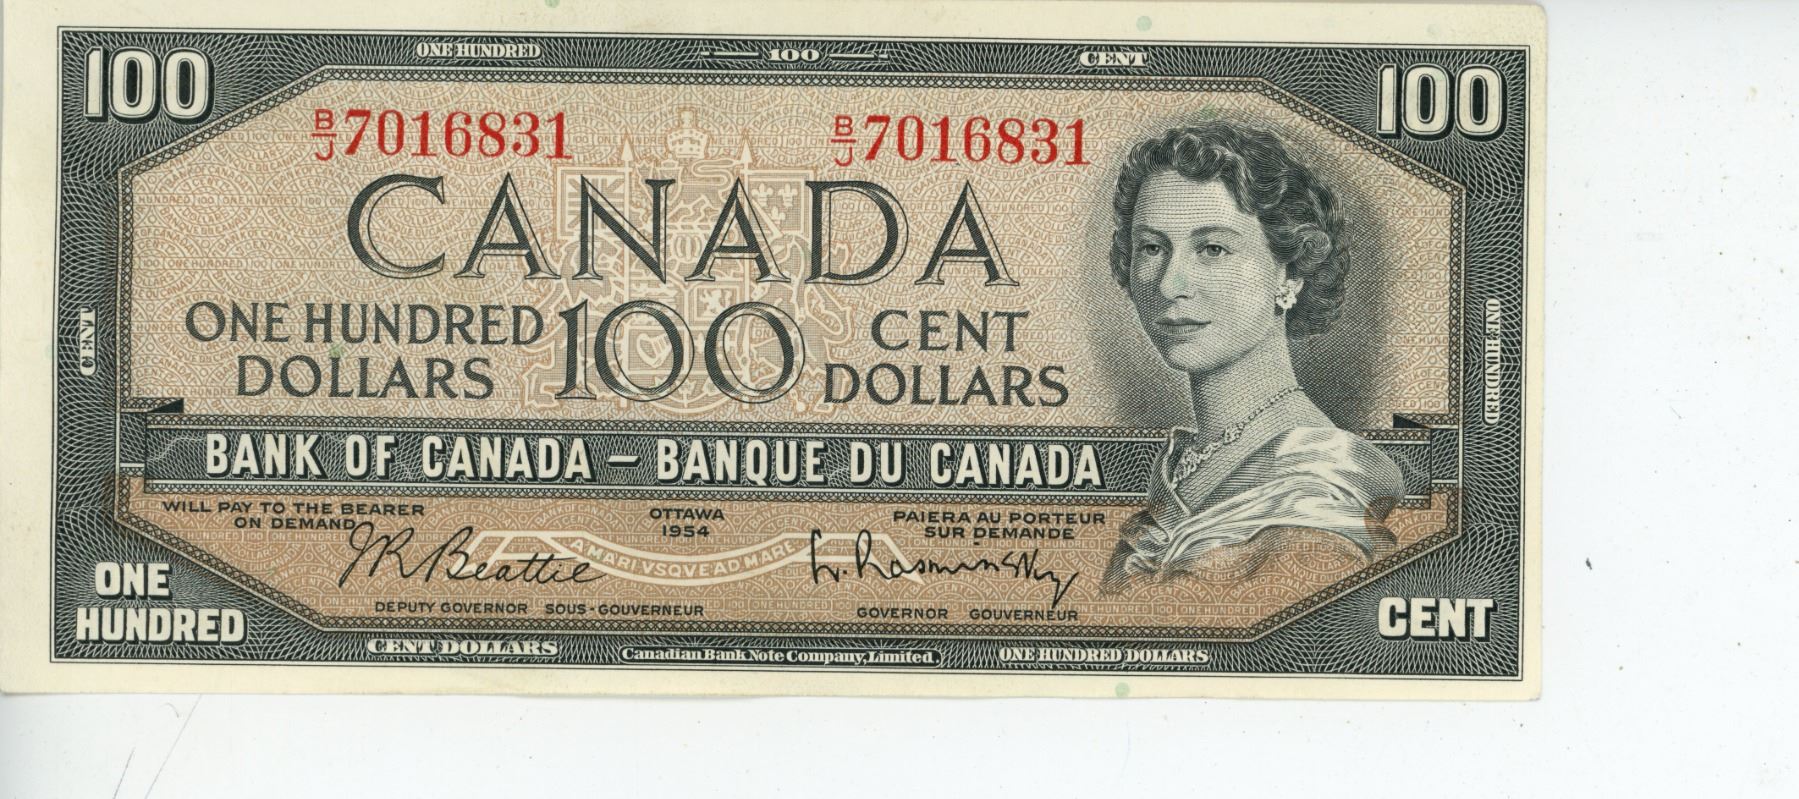 ONE HUNDRED 100 CENT
100 100
B/J 7016831 B/J 7016831
CANADA
ONE HUNDRED DOLLARS 100 CENT DOLLARS
CENT
ONE HUNDRED
BANK OF CANADA – BANQUE DU CANADA
WILL PAY TO THE BEARER ON DEMAND
OTTAWA
1954
PAIERA AU PORTEUR SUR DEMANDE
A MARI VSQVE AD MARE
J R Beattie
L. Rasminsky
DEPUTY GOVERNOR SOUS-GOUVERNEUR
GOVERNOR GOUVERNEUR
ONE HUNDRED
CENT
CENT DOLLARS
Canadian Bank Note Company, Limited.
ONE HUNDRED DOLLARS